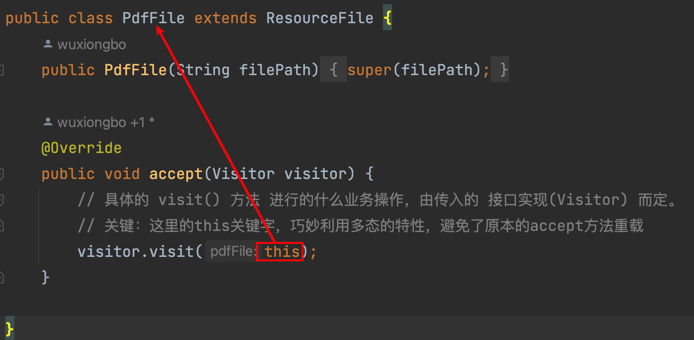 public class PdfFile extends ResourceFile {
wuxiongbo
public PdfFile(String filePath) { super(filePath); }
wuxiongbo +1 *
@Override
public void accept(Visitor visitor) {
// 具体的 visit() 方法 进行的什么业务操作，由传入的 接口实现(Visitor) 而定。
// 关键：这里的this关键字，巧妙利用多态的特性，避免了原本的accept方法重载
visitor.visit( pdfFile: this);
}
}